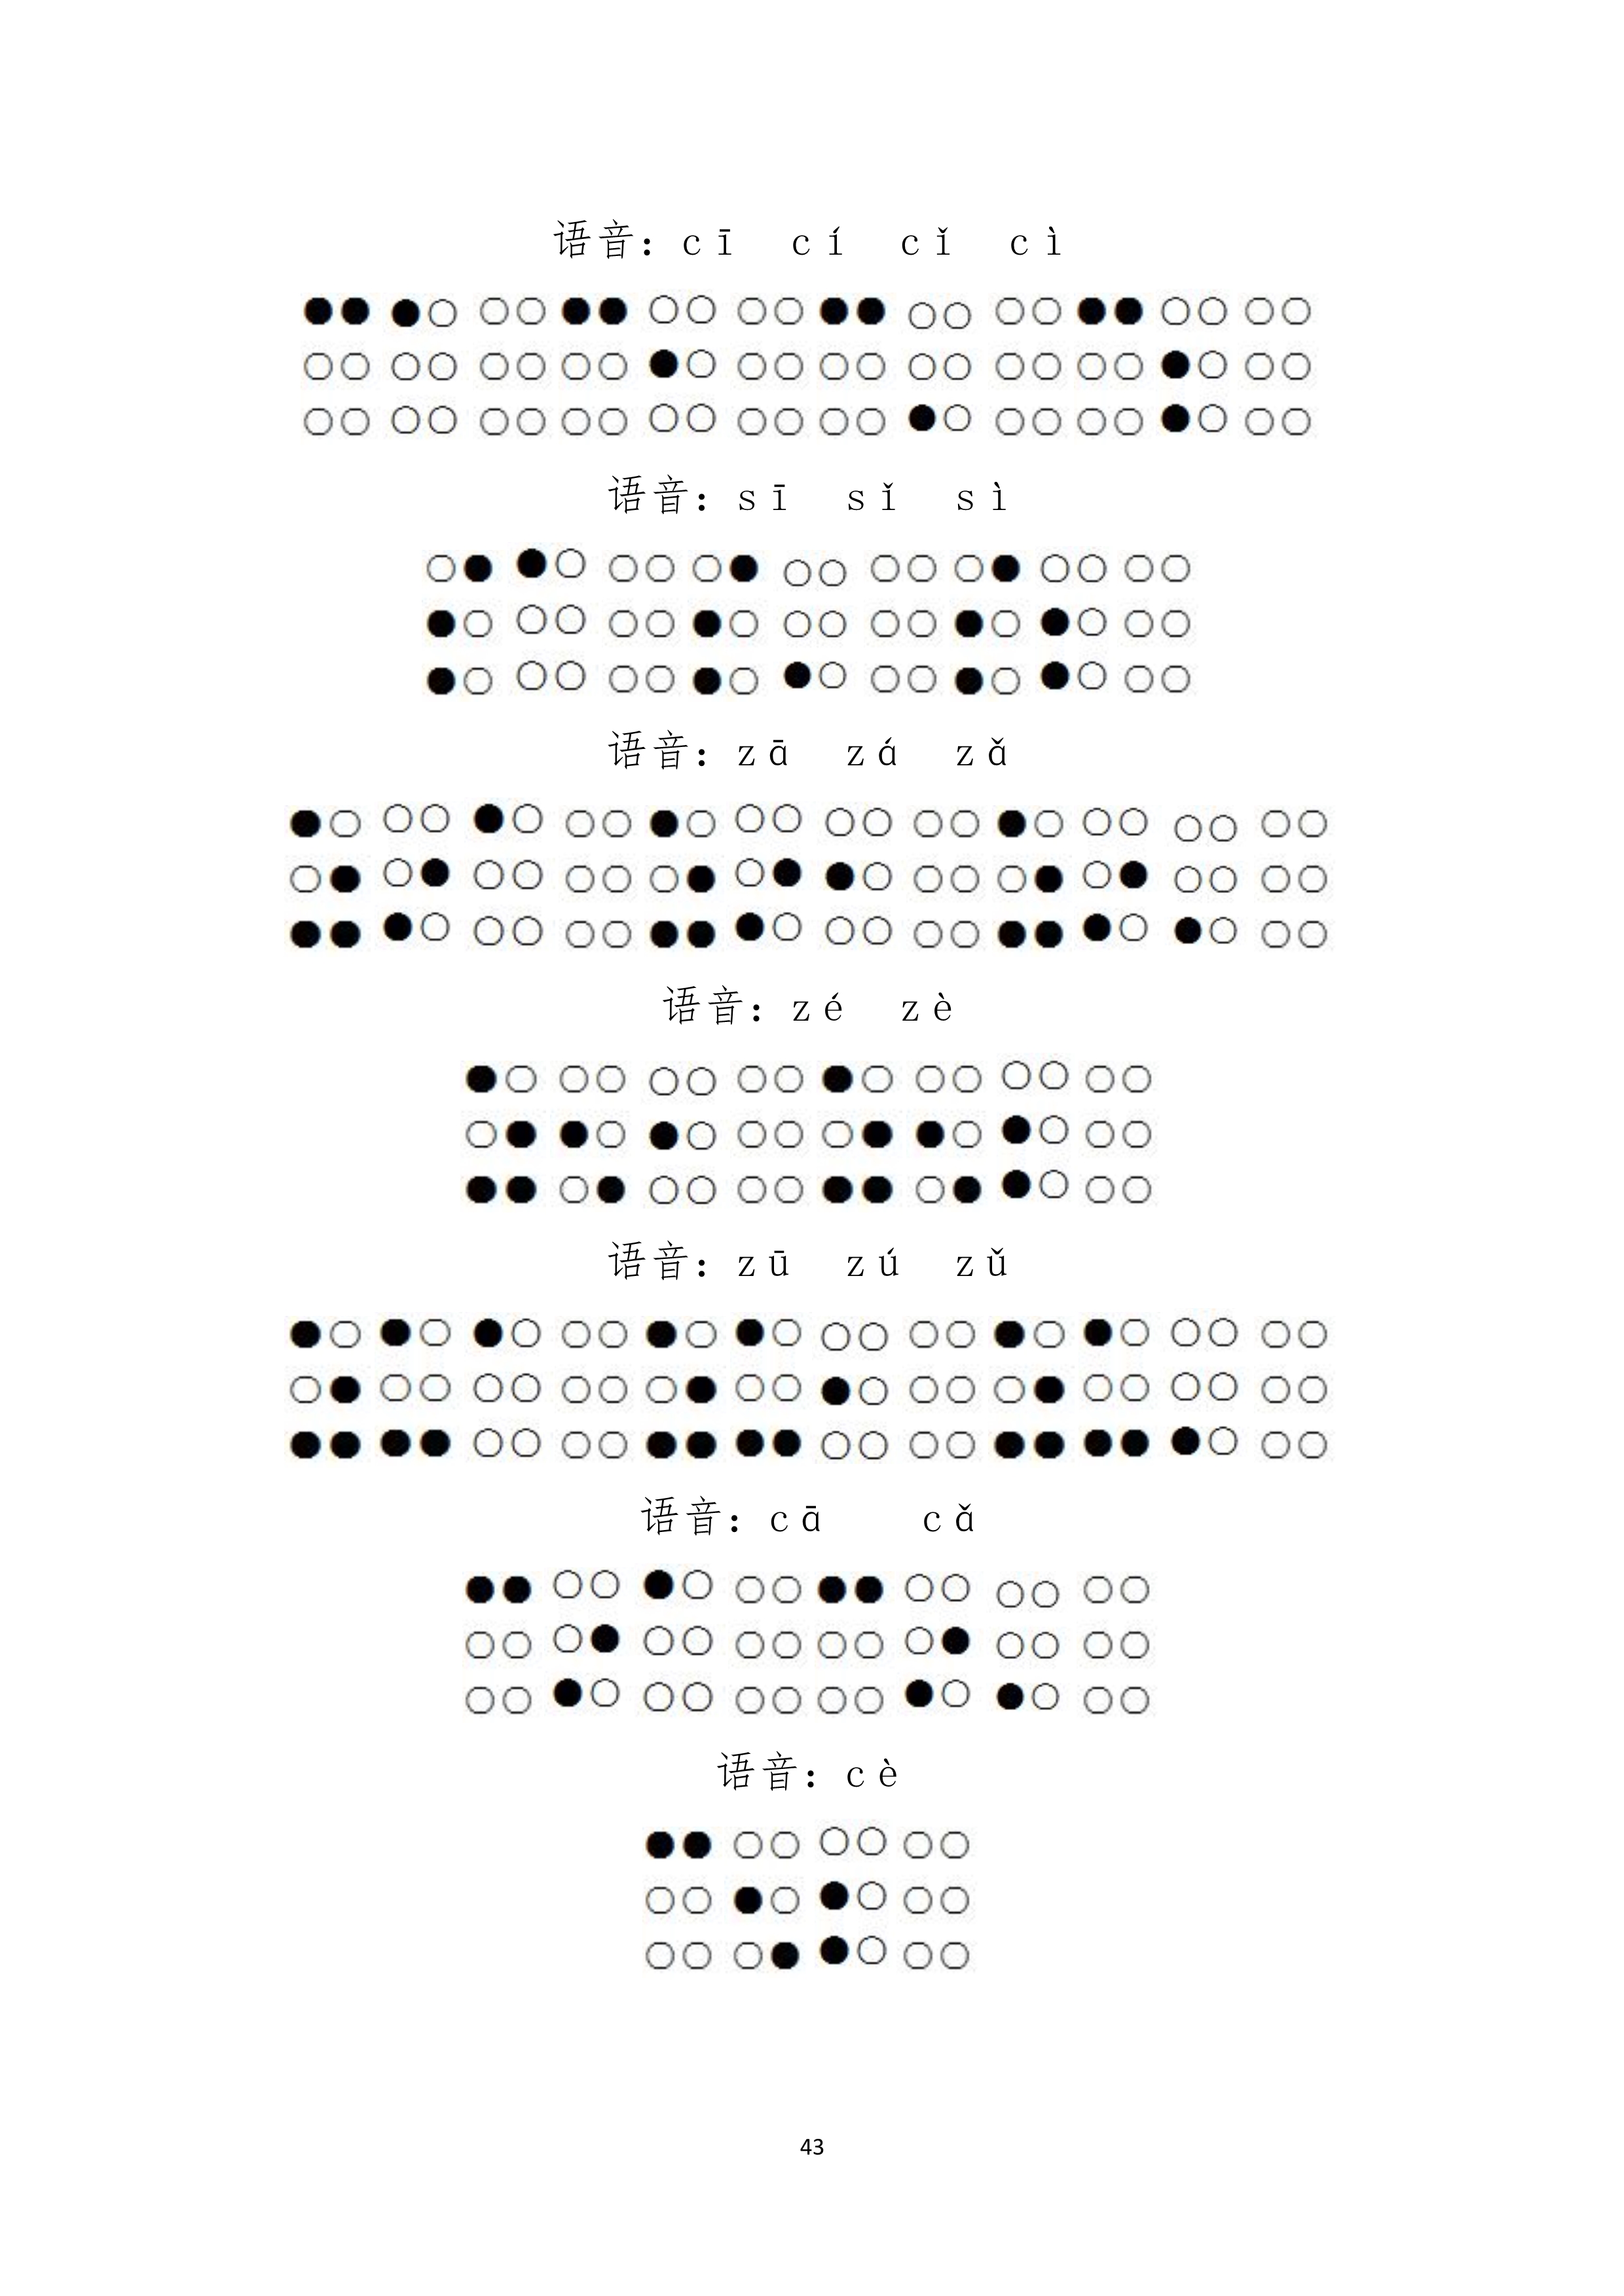 语音：cī cí cǐ cì
●● ●○ ○○ ●● ○○ ○○ ●● ○○ ○○ ●● ○○ ○○
○○ ○○ ○○ ○○ ●○ ○○ ○○ ○○ ○○ ○○ ●○ ○○
○○ ○○ ○○ ○○ ○○ ○○ ○○ ●○ ○○ ○○ ●○ ○○
语音：sī sǐ sì
○● ●○ ○○ ○● ○○ ○○ ○● ○○ ○○
●○ ○○ ○○ ●○ ○○ ○○ ●○ ●○ ○○
●○ ○○ ○○ ●○ ●○ ○○ ●○ ●○ ○○
语音：zā zá zǎ
●○ ○○ ●○ ○○ ●○ ○○ ○○ ○○ ●○ ○○ ○○ ○○
○● ○● ○○ ○○ ○● ○● ●○ ○○ ○● ○● ○○ ○○
●● ●○ ○○ ○○ ●● ●○ ○○ ○○ ●● ●○ ●○ ○○
语音：zé zè
●○ ○○ ○○ ○○ ●○ ○○ ○○ ○○
○● ●○ ●○ ○○ ○● ●○ ●○ ○○
●● ○● ○○ ○○ ●● ○● ●○ ○○
语音：zū zú zǔ
●○ ●○ ●○ ○○ ●○ ●○ ○○ ○○ ●○ ●○ ○○ ○○
○● ○○ ○○ ○○ ○● ○○ ●○ ○○ ○● ○○ ○○ ○○
●● ●● ○○ ○○ ●● ●● ○○ ○○ ●● ●● ●○ ○○
语音：cā cǎ
●● ○○ ●○ ○○ ●● ○○ ○○ ○○
○○ ○● ○○ ○○ ○○ ○● ○○ ○○
○○ ●○ ○○ ○○ ○○ ●○ ●○ ○○
语音：cè
●● ○○ ○○ ○○
○○ ●○ ●○ ○○
○○ ○● ●○ ○○
43